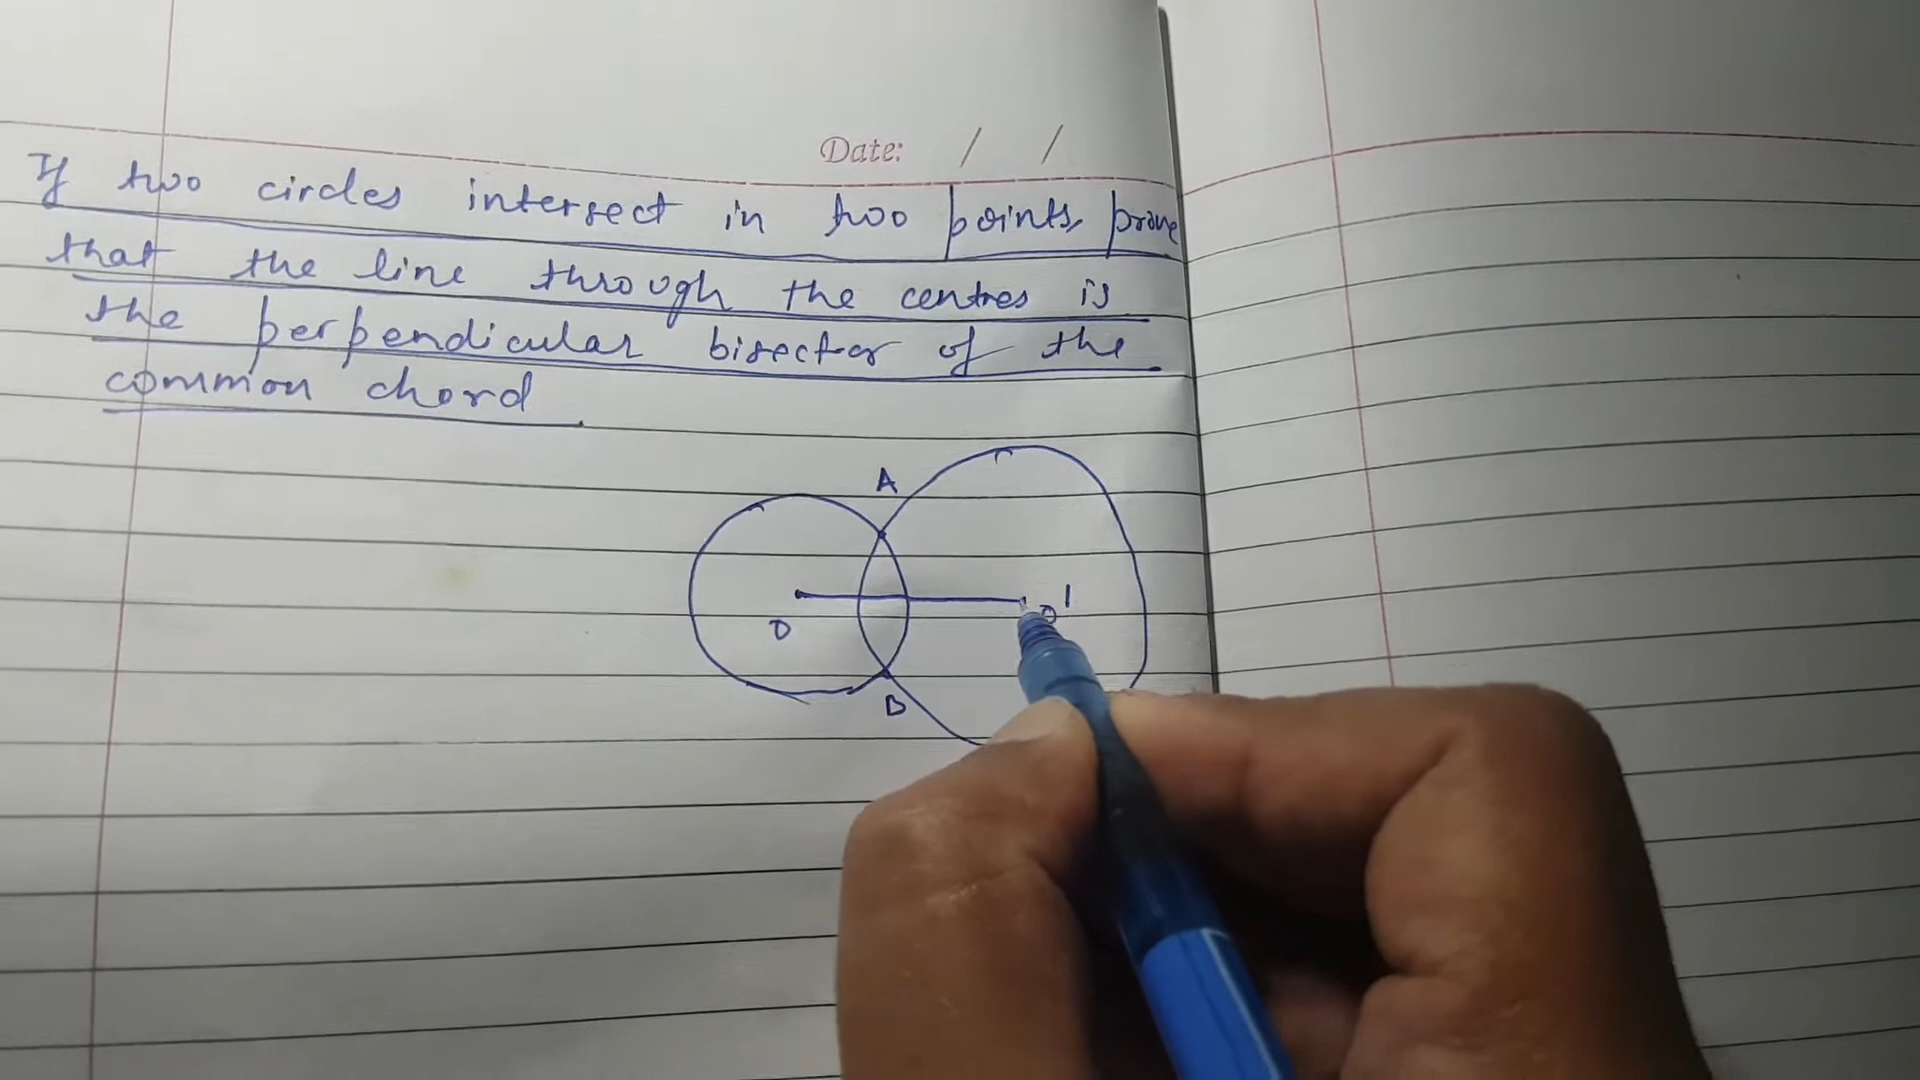 Date: / /
If two circles intersect in two points, prove
that the line through the centres is
the perpendicular bisector of the
common chord.
A
O
O'
B